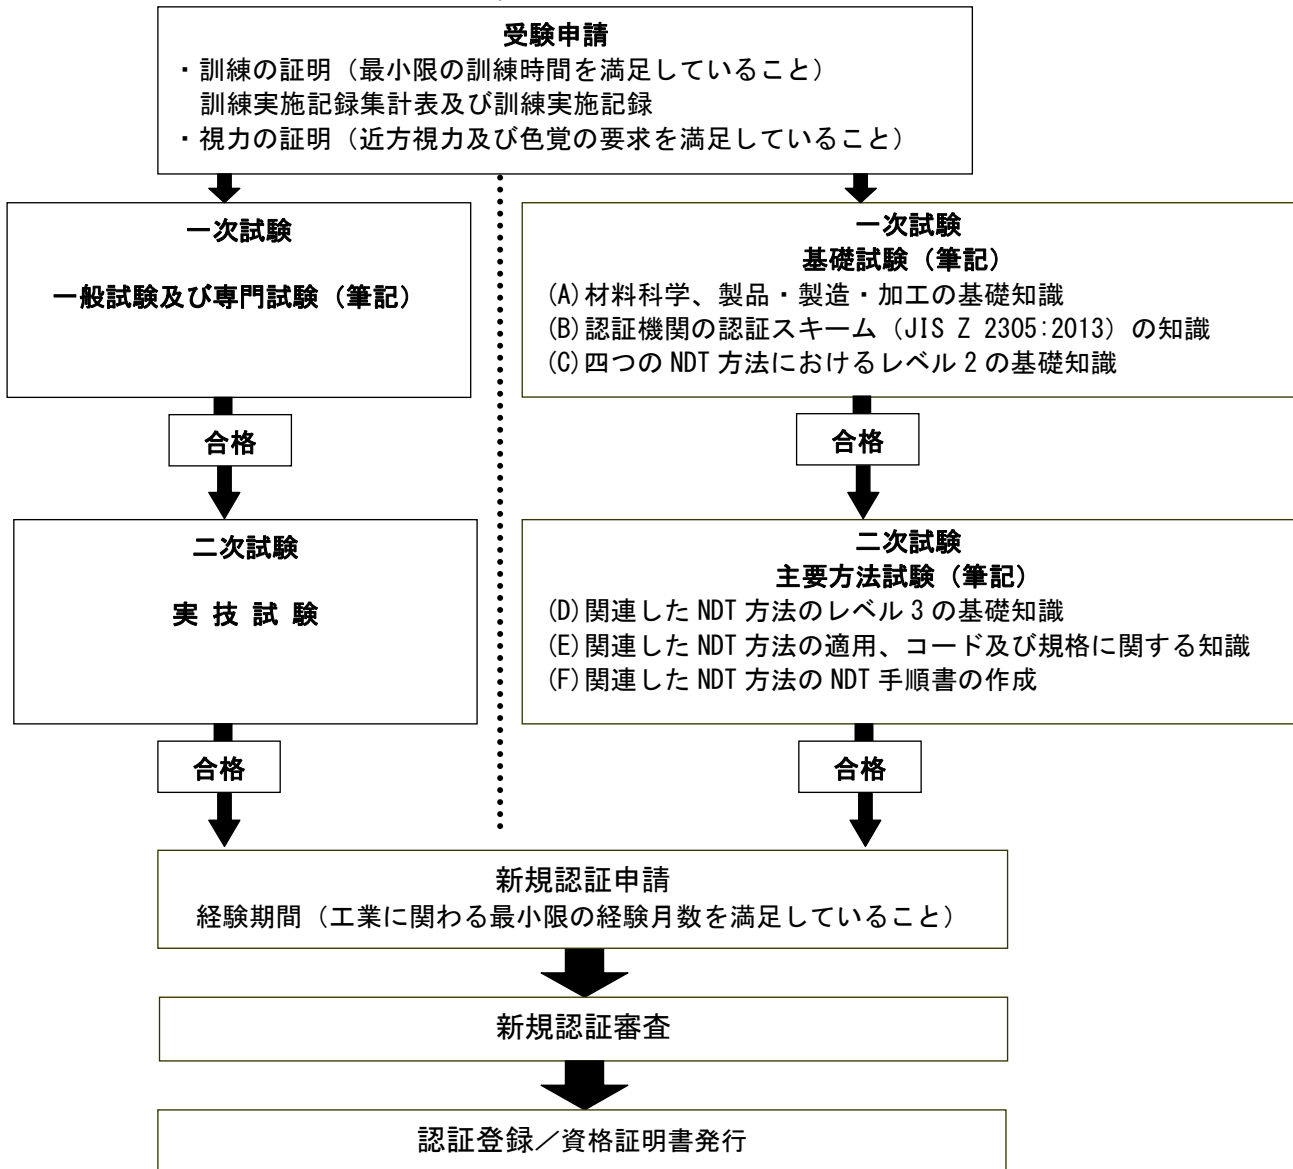 受験申請
・訓練の証明（最小限の訓練時間を満足していること）
訓練実施記録集計表及び訓練実施記録
・視力の証明（近方視力及び色覚の要求を満足していること）
一次試験
一般試験及び専門試験（筆記）
合格
二次試験
実 技 試 験
合格
一次試験
基礎試験（筆記）
(A)材料科学、製品・製造・加工の基礎知識
(B)認証機関の認証スキーム（JIS Z 2305:2013）の知識
(C)四つの NDT 方法におけるレベル 2 の基礎知識
合格
二次試験
主要方法試験（筆記）
(D)関連した NDT 方法のレベル 3 の基礎知識
(E)関連した NDT 方法の適用、コード及び規格に関する知識
(F)関連した NDT 方法の NDT 手順書の作成
合格
新規認証申請
経験期間（工業に関わる最小限の経験月数を満足していること）
新規認証審査
認証登録／資格証明書発行